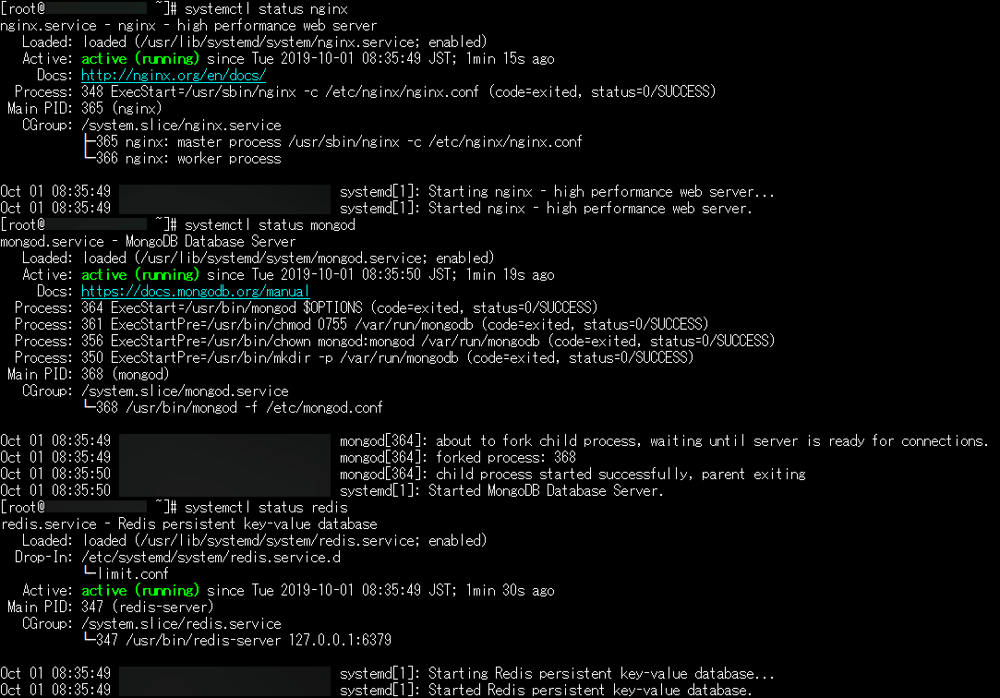 [root@ ~]# systemctl status nginx
nginx.service - nginx - high performance web server
   Loaded: loaded (/usr/lib/systemd/system/nginx.service; enabled)
   Active: active (running) since Tue 2019-10-01 08:35:49 JST; 1min 15s ago
     Docs: http://nginx.org/en/docs/
  Process: 348 ExecStart=/usr/sbin/nginx -c /etc/nginx/nginx.conf (code=exited, status=0/SUCCESS)
 Main PID: 365 (nginx)
   CGroup: /system.slice/nginx.service
           ├─365 nginx: master process /usr/sbin/nginx -c /etc/nginx/nginx.conf
           └─366 nginx: worker process

Oct 01 08:35:49 systemd[1]: Starting nginx - high performance web server...
Oct 01 08:35:49 systemd[1]: Started nginx - high performance web server.
[root@ ~]# systemctl status mongod
mongod.service - MongoDB Database Server
   Loaded: loaded (/usr/lib/systemd/system/mongod.service; enabled)
   Active: active (running) since Tue 2019-10-01 08:35:50 JST; 1min 19s ago
     Docs: https://docs.mongodb.org/manual
  Process: 364 ExecStart=/usr/bin/mongod $OPTIONS (code=exited, status=0/SUCCESS)
  Process: 361 ExecStartPre=/usr/bin/chmod 0755 /var/run/mongodb (code=exited, status=0/SUCCESS)
  Process: 356 ExecStartPre=/usr/bin/chown mongod:mongod /var/run/mongodb (code=exited, status=0/SUCCESS)
  Process: 350 ExecStartPre=/usr/bin/mkdir -p /var/run/mongodb (code=exited, status=0/SUCCESS)
 Main PID: 368 (mongod)
   CGroup: /system.slice/mongod.service
           └─368 /usr/bin/mongod -f /etc/mongod.conf

Oct 01 08:35:49 mongod[364]: about to fork child process, waiting until server is ready for connections.
Oct 01 08:35:49 mongod[364]: forked process: 368
Oct 01 08:35:50 mongod[364]: child process started successfully, parent exiting
Oct 01 08:35:50 systemd[1]: Started MongoDB Database Server.
[root@ ~]# systemctl status redis
redis.service - Redis persistent key-value database
   Loaded: loaded (/usr/lib/systemd/system/redis.service; enabled)
  Drop-In: /etc/systemd/system/redis.service.d
           └─limit.conf
   Active: active (running) since Tue 2019-10-01 08:35:49 JST; 1min 30s ago
 Main PID: 347 (redis-server)
   CGroup: /system.slice/redis.service
           └─347 /usr/bin/redis-server 127.0.0.1:6379

Oct 01 08:35:49 systemd[1]: Starting Redis persistent key-value database...
Oct 01 08:35:49 systemd[1]: Started Redis persistent key-value database.